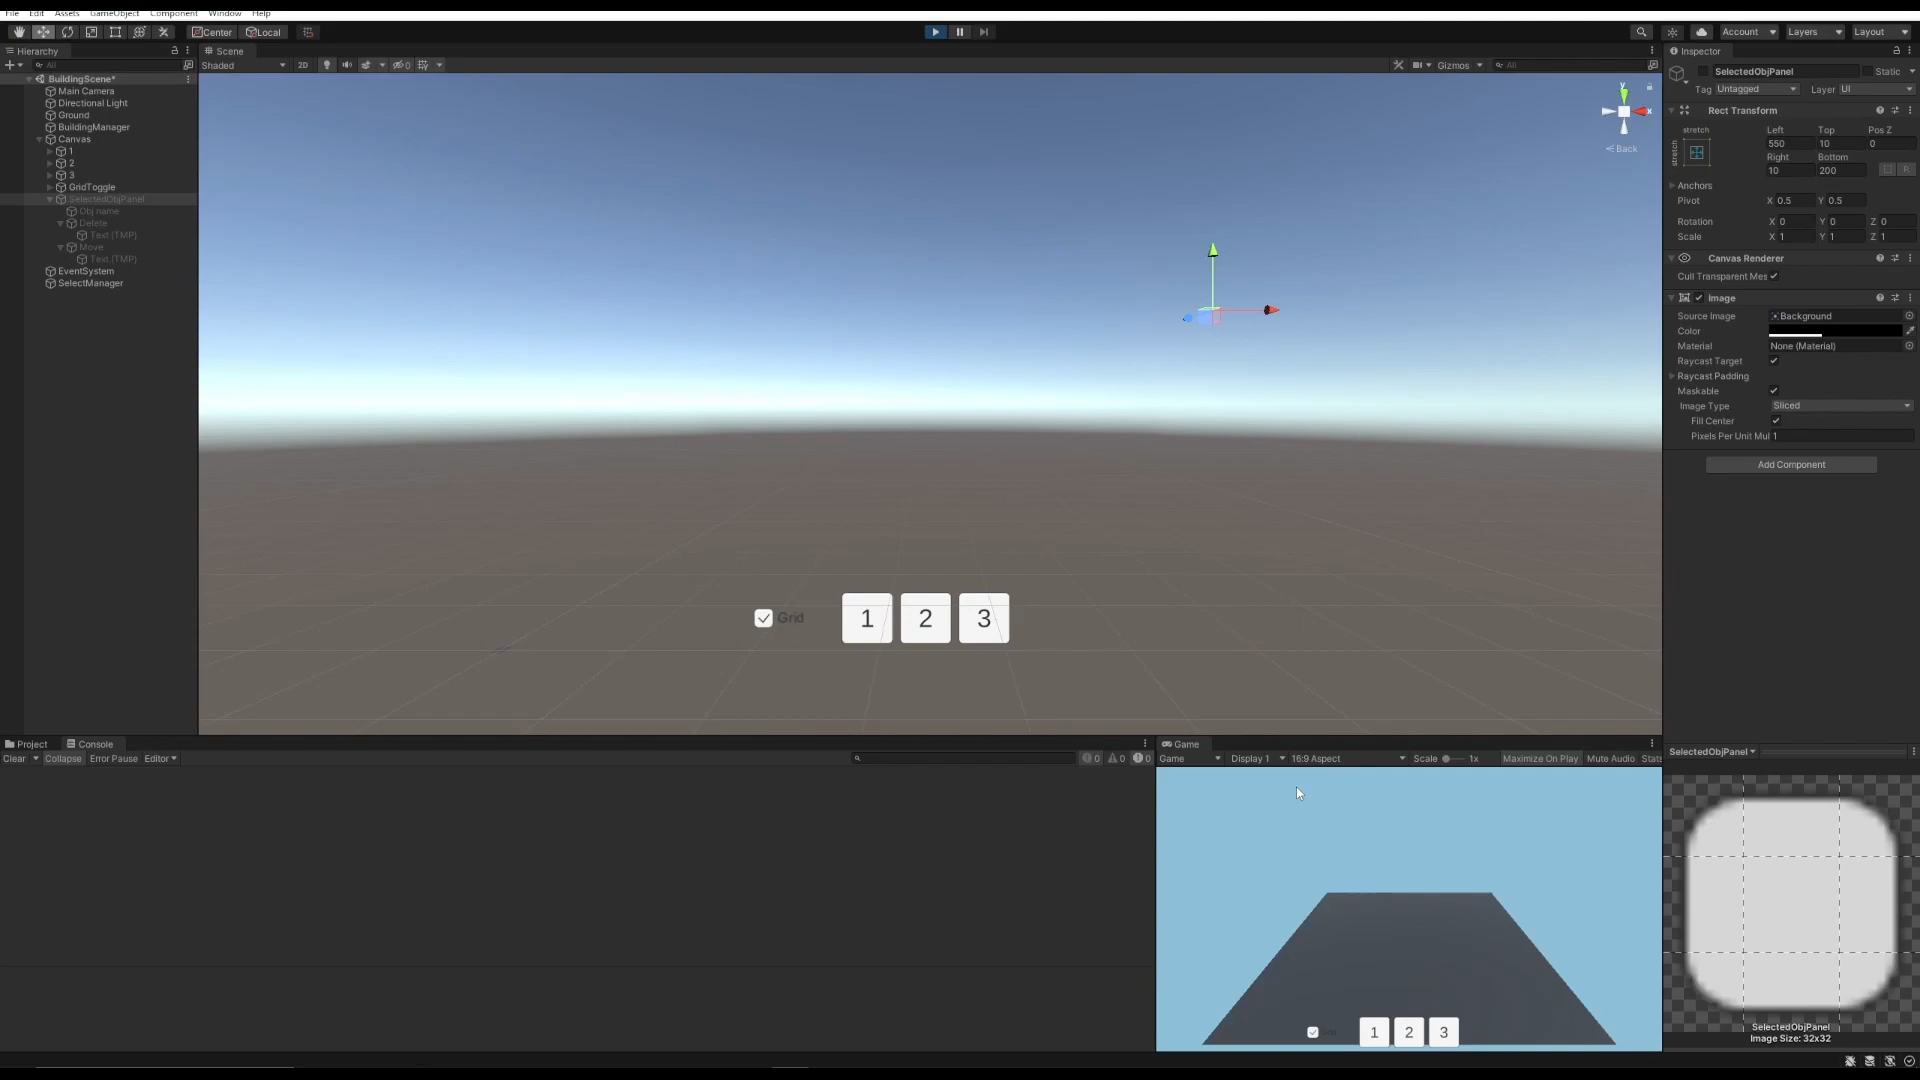 File Edit Assets GameObject Component Window Help
Center Local
Account Layers Layout
Hierarchy
All
BuildingScene*
Main Camera
Directional Light
Ground
BuildingManager
Canvas
1
2
3
GridToggle
SelectedObjPanel
Obj name
Delete
Text (TMP)
Move
Text (TMP)
EventSystem
SelectManager
Scene
Shaded 2D 0 Gizmos All
y
x
Back
Grid 1 2 3
Inspector
SelectedObjPanel Static
Tag Untagged Layer UI
Rect Transform
stretch Left Top Pos Z
stretch 550 10 0
Right Bottom
10 200 R
Anchors
Pivot X 0.5 Y 0.5
Rotation X 0 Y 0 Z 0
Scale X 1 Y 1 Z 1
Canvas Renderer
Cull Transparent Mes
Image
Source Image Background
Color
Material None (Material)
Raycast Target
Raycast Padding
Maskable
Image Type Sliced
Fill Center
Pixels Per Unit Mul 1
Add Component
Project Console
Clear Collapse Error Pause Editor 0 0 0
Game
Game Display 1 16:9 Aspect Scale 1x Maximize On Play Mute Audio Stats
1 2 3
SelectedObjPanel
SelectedObjPanel
Image Size: 32x32